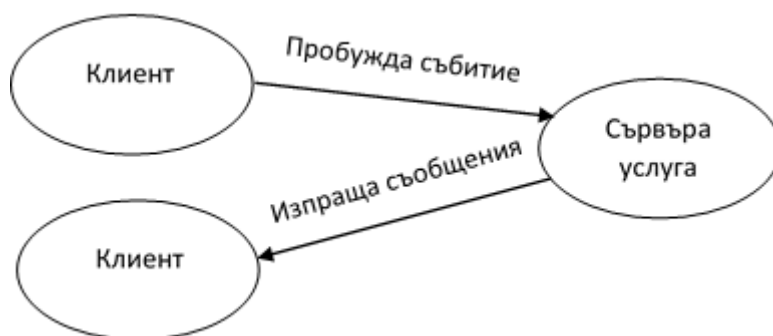 Клиент
Пробужда събитие
Сървъра
услуга
Изпраща съобщения
Клиент